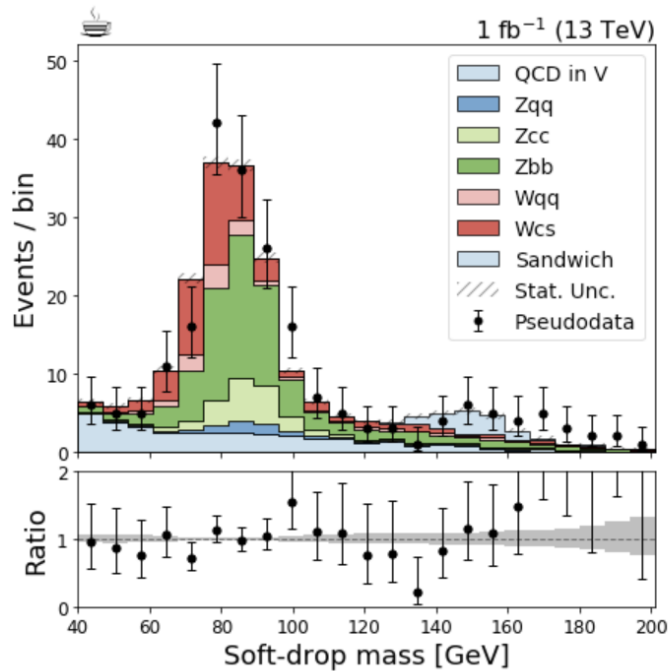 1 fb⁻¹ (13 TeV)
50
40
30
20
10
0
Events / bin
QCD in V
Zqq
Zcc
Zbb
Wqq
Wcs
Sandwich
Stat. Unc.
Pseudodata
2
1
0
Ratio
40 60 80 100 120 140 160 180 200
Soft-drop mass [GeV]